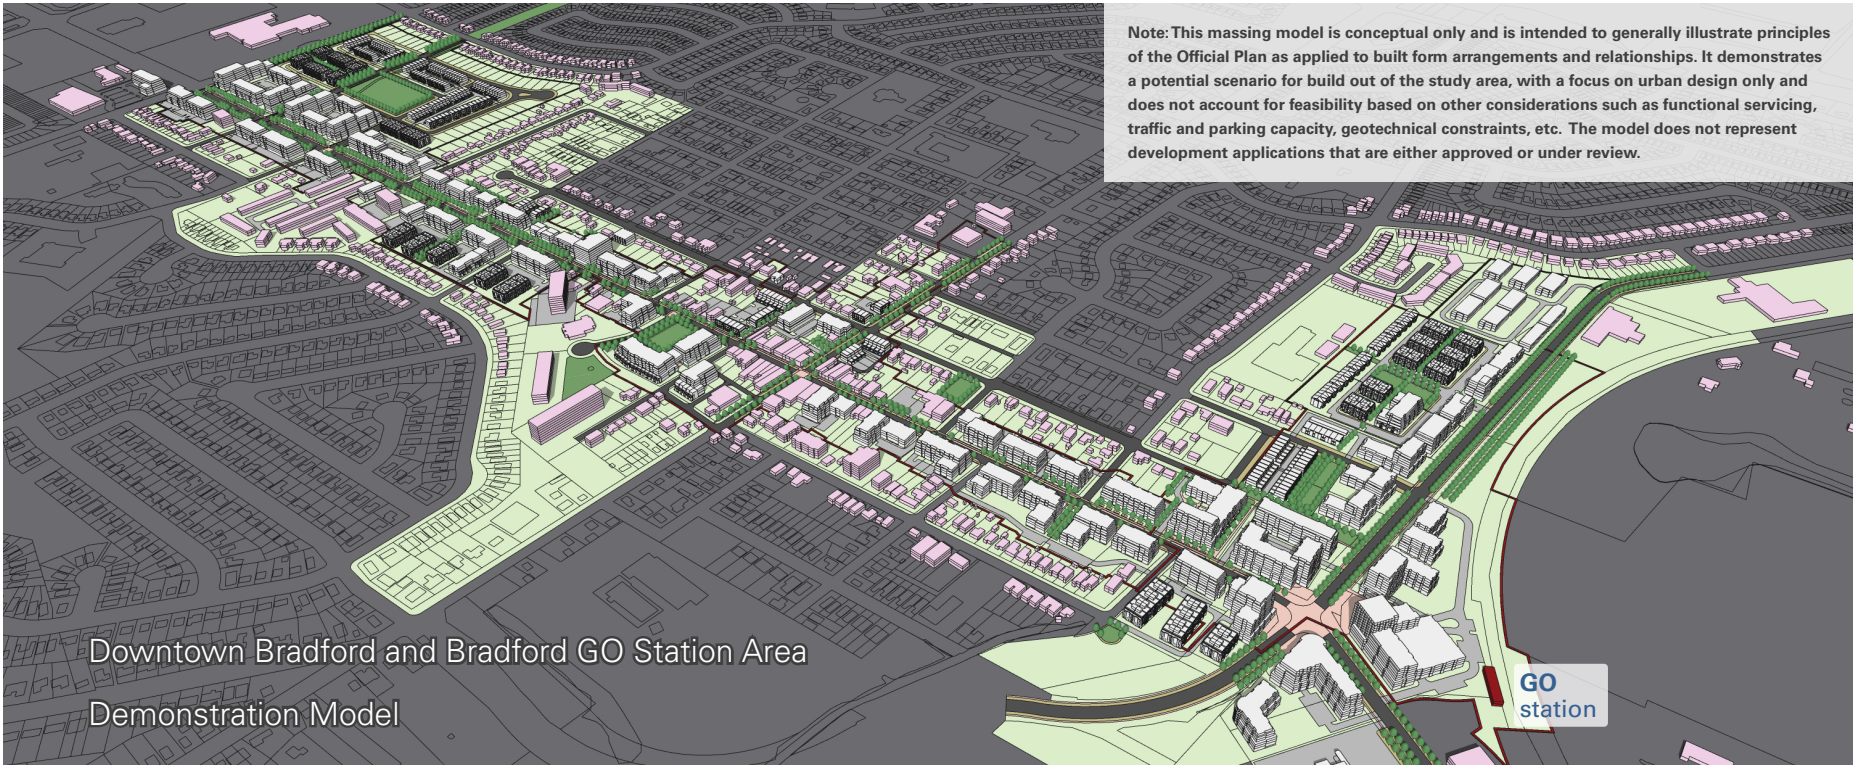 Note: This massing model is conceptual only and is intended to generally illustrate principles
of the Official Plan as applied to built form arrangements and relationships. It demonstrates
a potential scenario for build out of the study area, with a focus on urban design only and
does not account for feasibility based on other considerations such as functional servicing,
traffic and parking capacity, geotechnical constraints, etc. The model does not represent
development applications that are either approved or under review.
Downtown Bradford and Bradford GO Station Area
Demonstration Model
GO
station